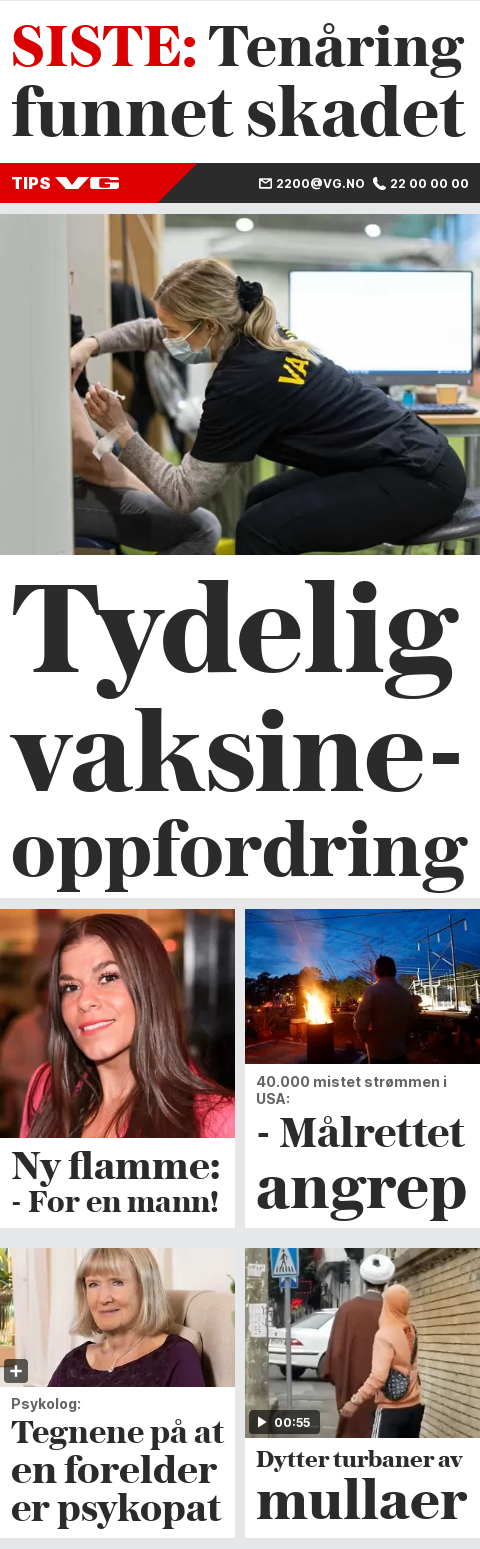 SISTE: Tenåring
funnet skadet
TIPS VG
2200@VG.NO 22 00 00 00
VA
Tydelig
vaksine-
oppfordring
Ny flamme:
- For en mann!
40.000 mistet strømmen i
USA:
- Målrettet
angrep
Psykolog:
Tegnene på at
en forelder
er psykopat
00:55
Dytter turbaner av
mullaer